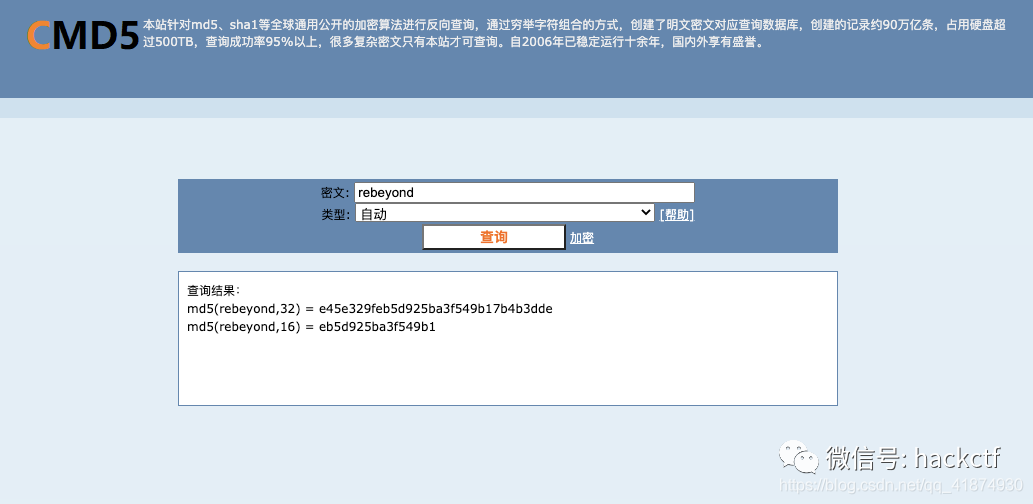 CMD5
本站针对md5、sha1等全球通用公开的加密算法进行反向查询，通过穷举字符组合的方式，创建了明文密文对应查询数据库，创建的记录约90万亿条，占用硬盘超
过500TB，查询成功率95%以上，很多复杂密文只有本站才可查询。自2006年已稳定运行十余年，国内外享有盛誉。
密文: rebeyond
类型: 自动 [帮助]
查询 加密
查询结果:
md5(rebeyond,32) = e45e329feb5d925ba3f549b17b4b3dde
md5(rebeyond,16) = eb5d925ba3f549b1
微信号: hackctf
https://blog.csdn.net/qq_41874930